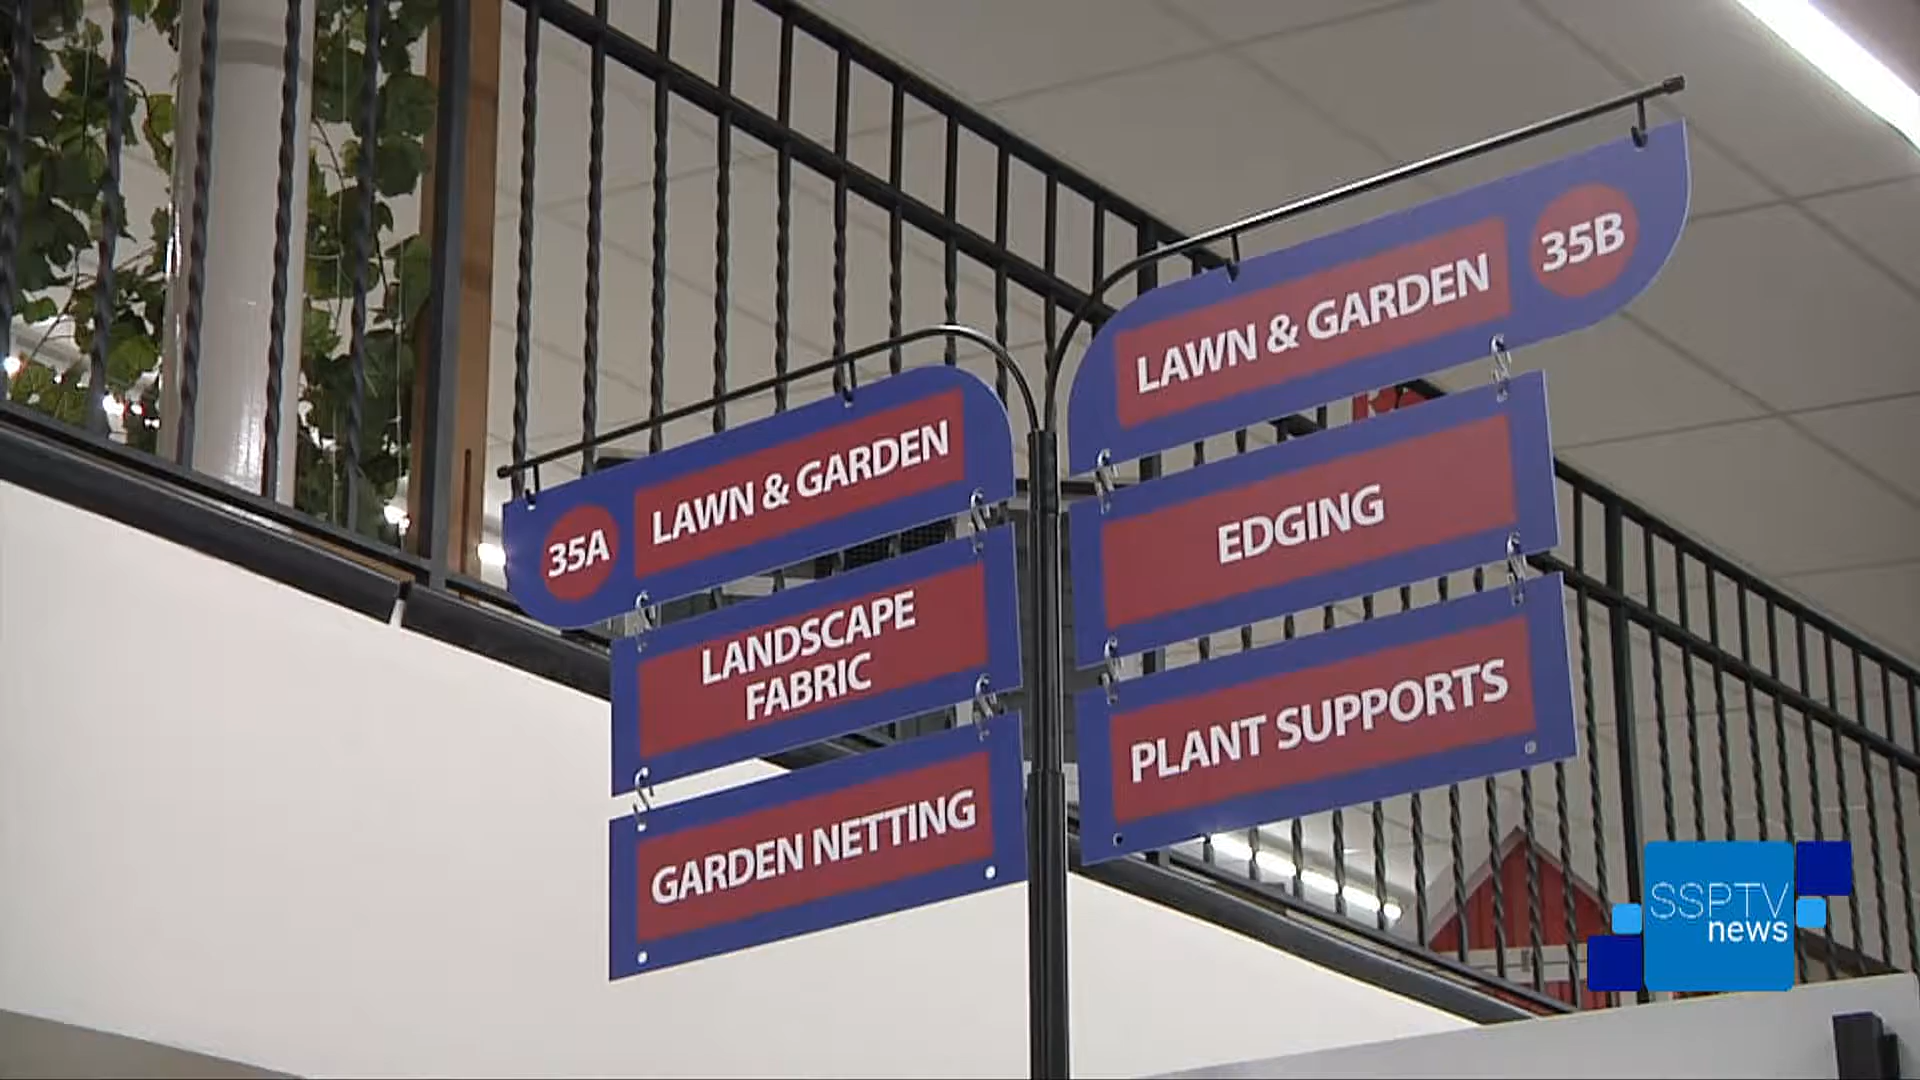 35A LAWN & GARDEN
LANDSCAPE
FABRIC
GARDEN NETTING
LAWN & GARDEN 35B
EDGING
PLANT SUPPORTS
SSPTV
news